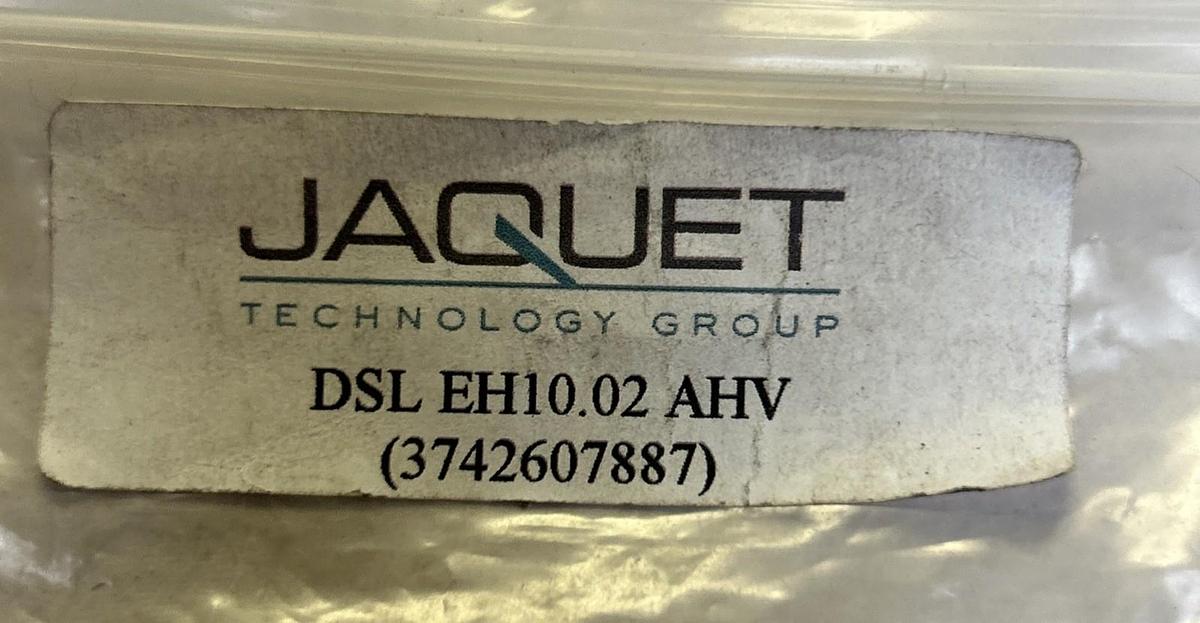 JAQUET
TECHNOLOGY GROUP
DSL EH10.02 AHV
(3742607887)